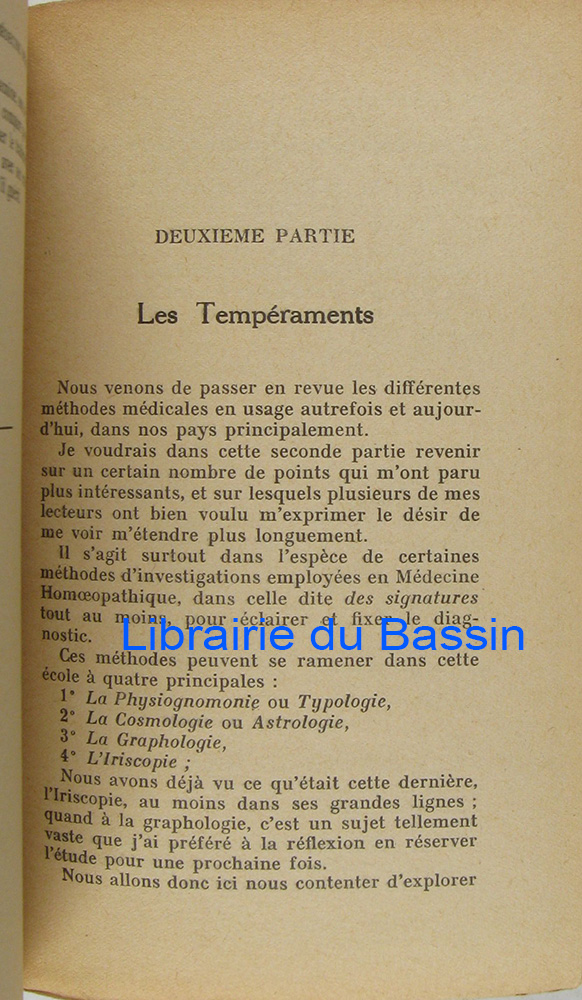 DEUXIEME PARTIE
Les Tempéraments
Nous venons de passer en revue les différentes
méthodes médicales en usage autrefois et aujour-
d'hui, dans nos pays principalement.
Je voudrais dans cette seconde partie revenir
sur un certain nombre de points qui m'ont paru
plus intéressants, et sur lesquels plusieurs de mes
lecteurs ont bien voulu m'exprimer le désir de
me voir m'étendre plus longuement.
Il s'agit surtout dans l'espèce de certaines
méthodes d'investigations employées en Médecine
Homœopathique, dans celle dite des signatures
tout au moins, pour éclairer et fixer le diag-
nostic.
Librairie du Bassin
Ces méthodes peuvent se ramener dans cette
école à quatre principales :
1° La Physiognomonie ou Typologie,
2° La Cosmologie ou Astrologie,
3° La Graphologie,
4° L'Iriscopie ;
Nous avons déjà vu ce qu'était cette dernière,
l'Iriscopie, au moins dans ses grandes lignes ;
quand à la graphologie, c'est un sujet tellement
vaste que j'ai préféré à la réflexion en réserver
l'étude pour une prochaine fois.
Nous allons donc ici nous contenter d'explorer